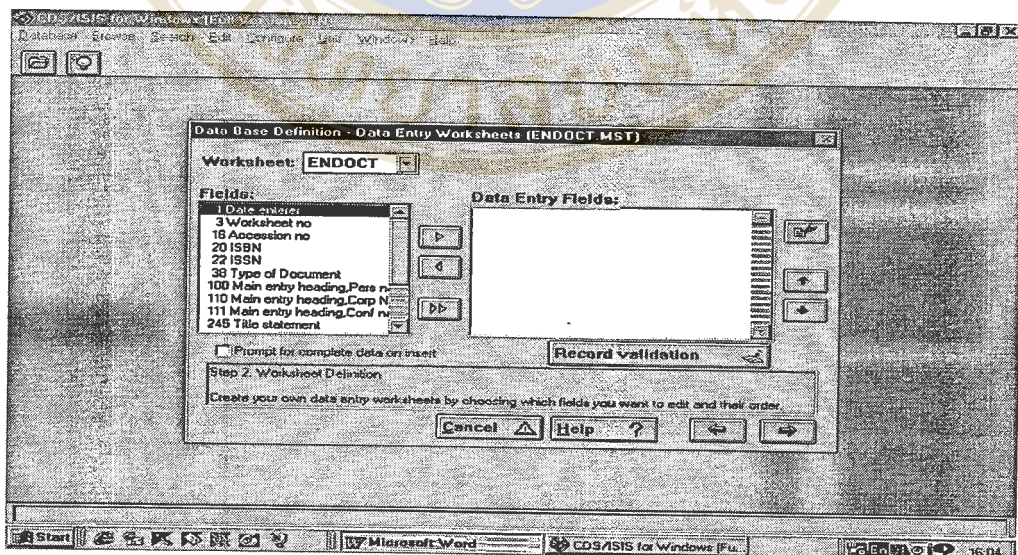 CDS/ISIS for Windows
Database Browse Search Edit Configure Utils Windows Help
Data Base Definition - Data Entry Worksheets (ENDOCT.MST)
Worksheet: ENDOCT
Fields:
1 Date enterer
3 Worksheet no
16 Accession no
20 ISBN
22 ISSN
38 Type of Document
100 Main entry heading,Pers n
110 Main entry heading,Corp N
111 Main entry heading,Conf n
245 Title statement
Data Entry Fields:
Prompt for complete data on insert
Record validation
Step 2. Worksheet Definition
Create your own data entry worksheets by choosing which fields you want to edit and their order.
Cancel Help ?
Start Microsoft Word CDS/ISIS for Windows [Fu... 16:04